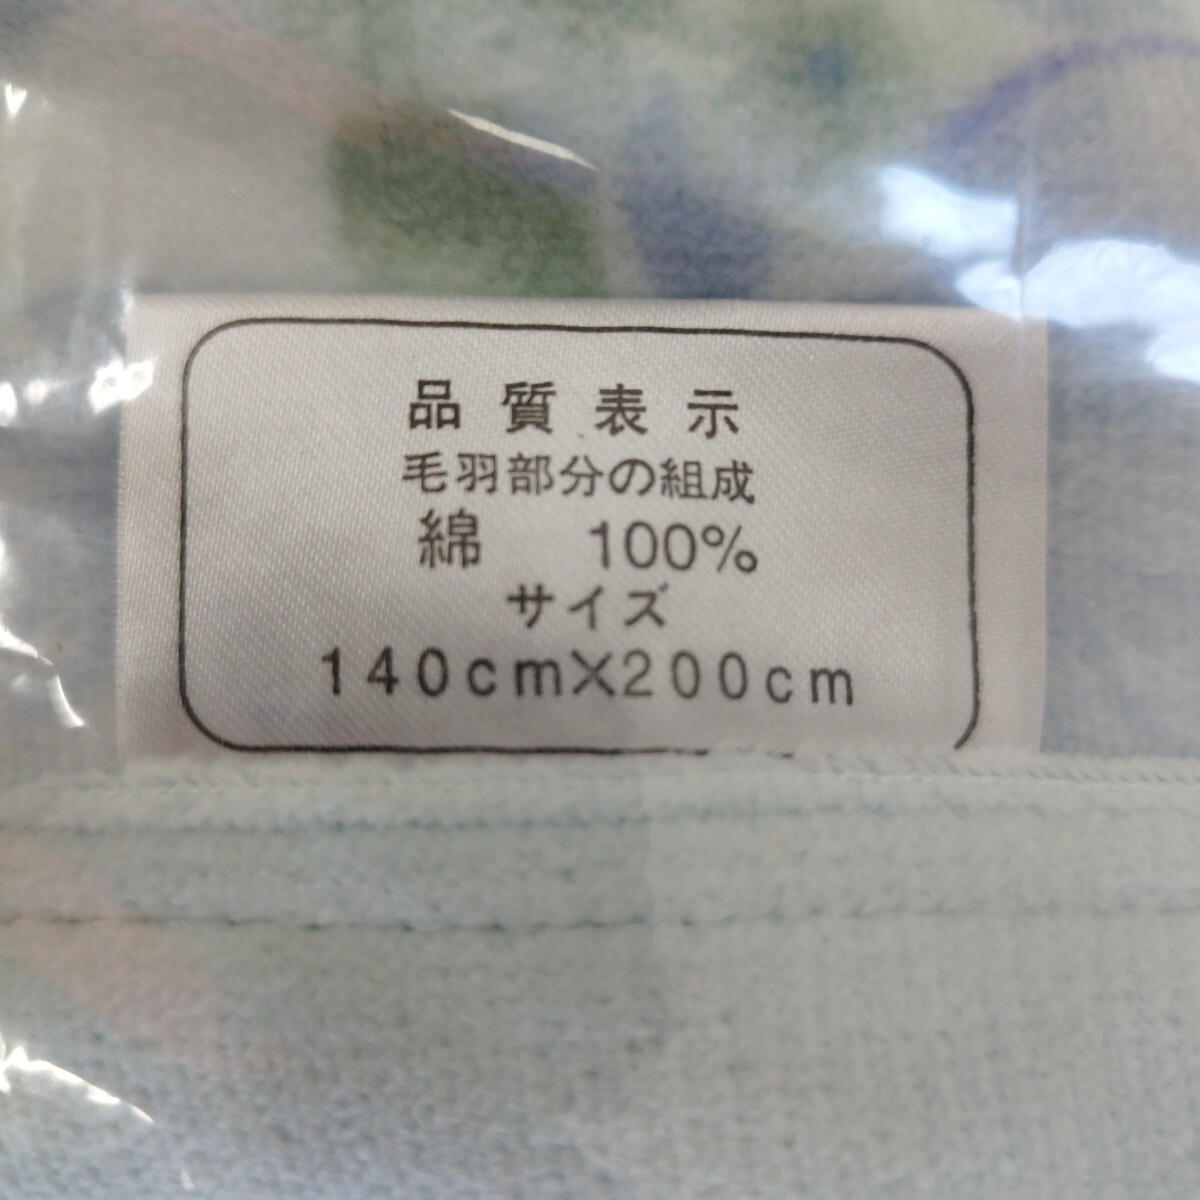 品質表示
毛羽部分の組成
綿 100%
サイズ
140cm×200cm